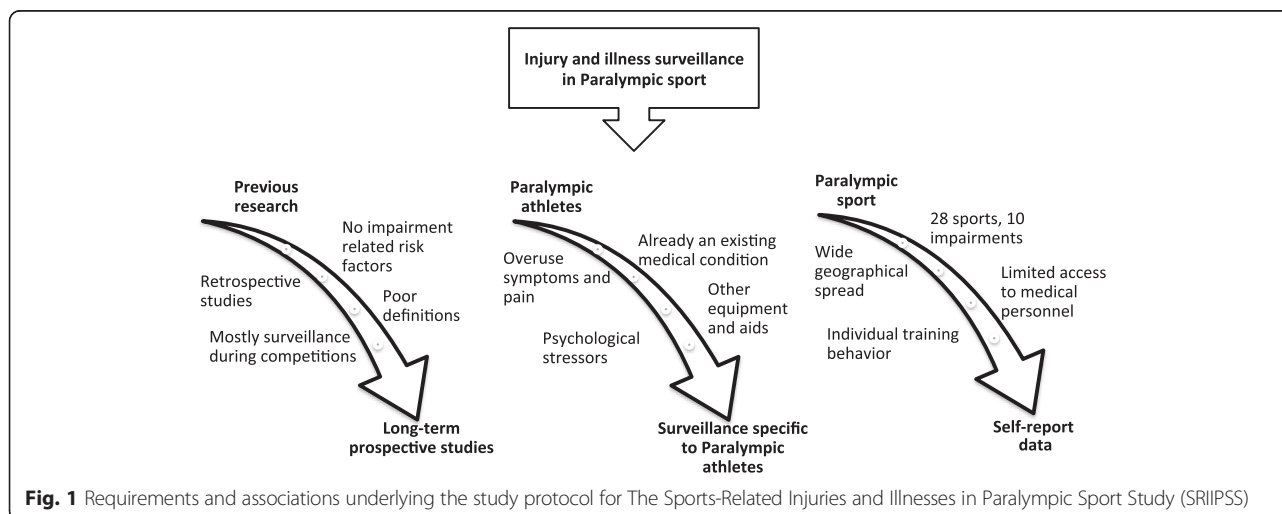 Injury and illness surveillance
in Paralympic sport
Previous
research
No impairment
related risk
factors
Retrospective
studies
Poor
definitions
Mostly surveillance
during competitions
Long-term
prospective studies
Paralympic
athletes
Already an existing
medical condition
Overuse
symptoms and
pain
Other
equipment
and aids
Psychological
stressors
Surveillance specific
to Paralympic
athletes
Paralympic
sport
28 sports, 10
impairments
Wide
geographical
spread
Limited access
to medical
personnel
Individual training
behavior
Self-report
data
Fig. 1 Requirements and associations underlying the study protocol for The Sports-Related Injuries and Illnesses in Paralympic Sport Study (SRIIPSS)